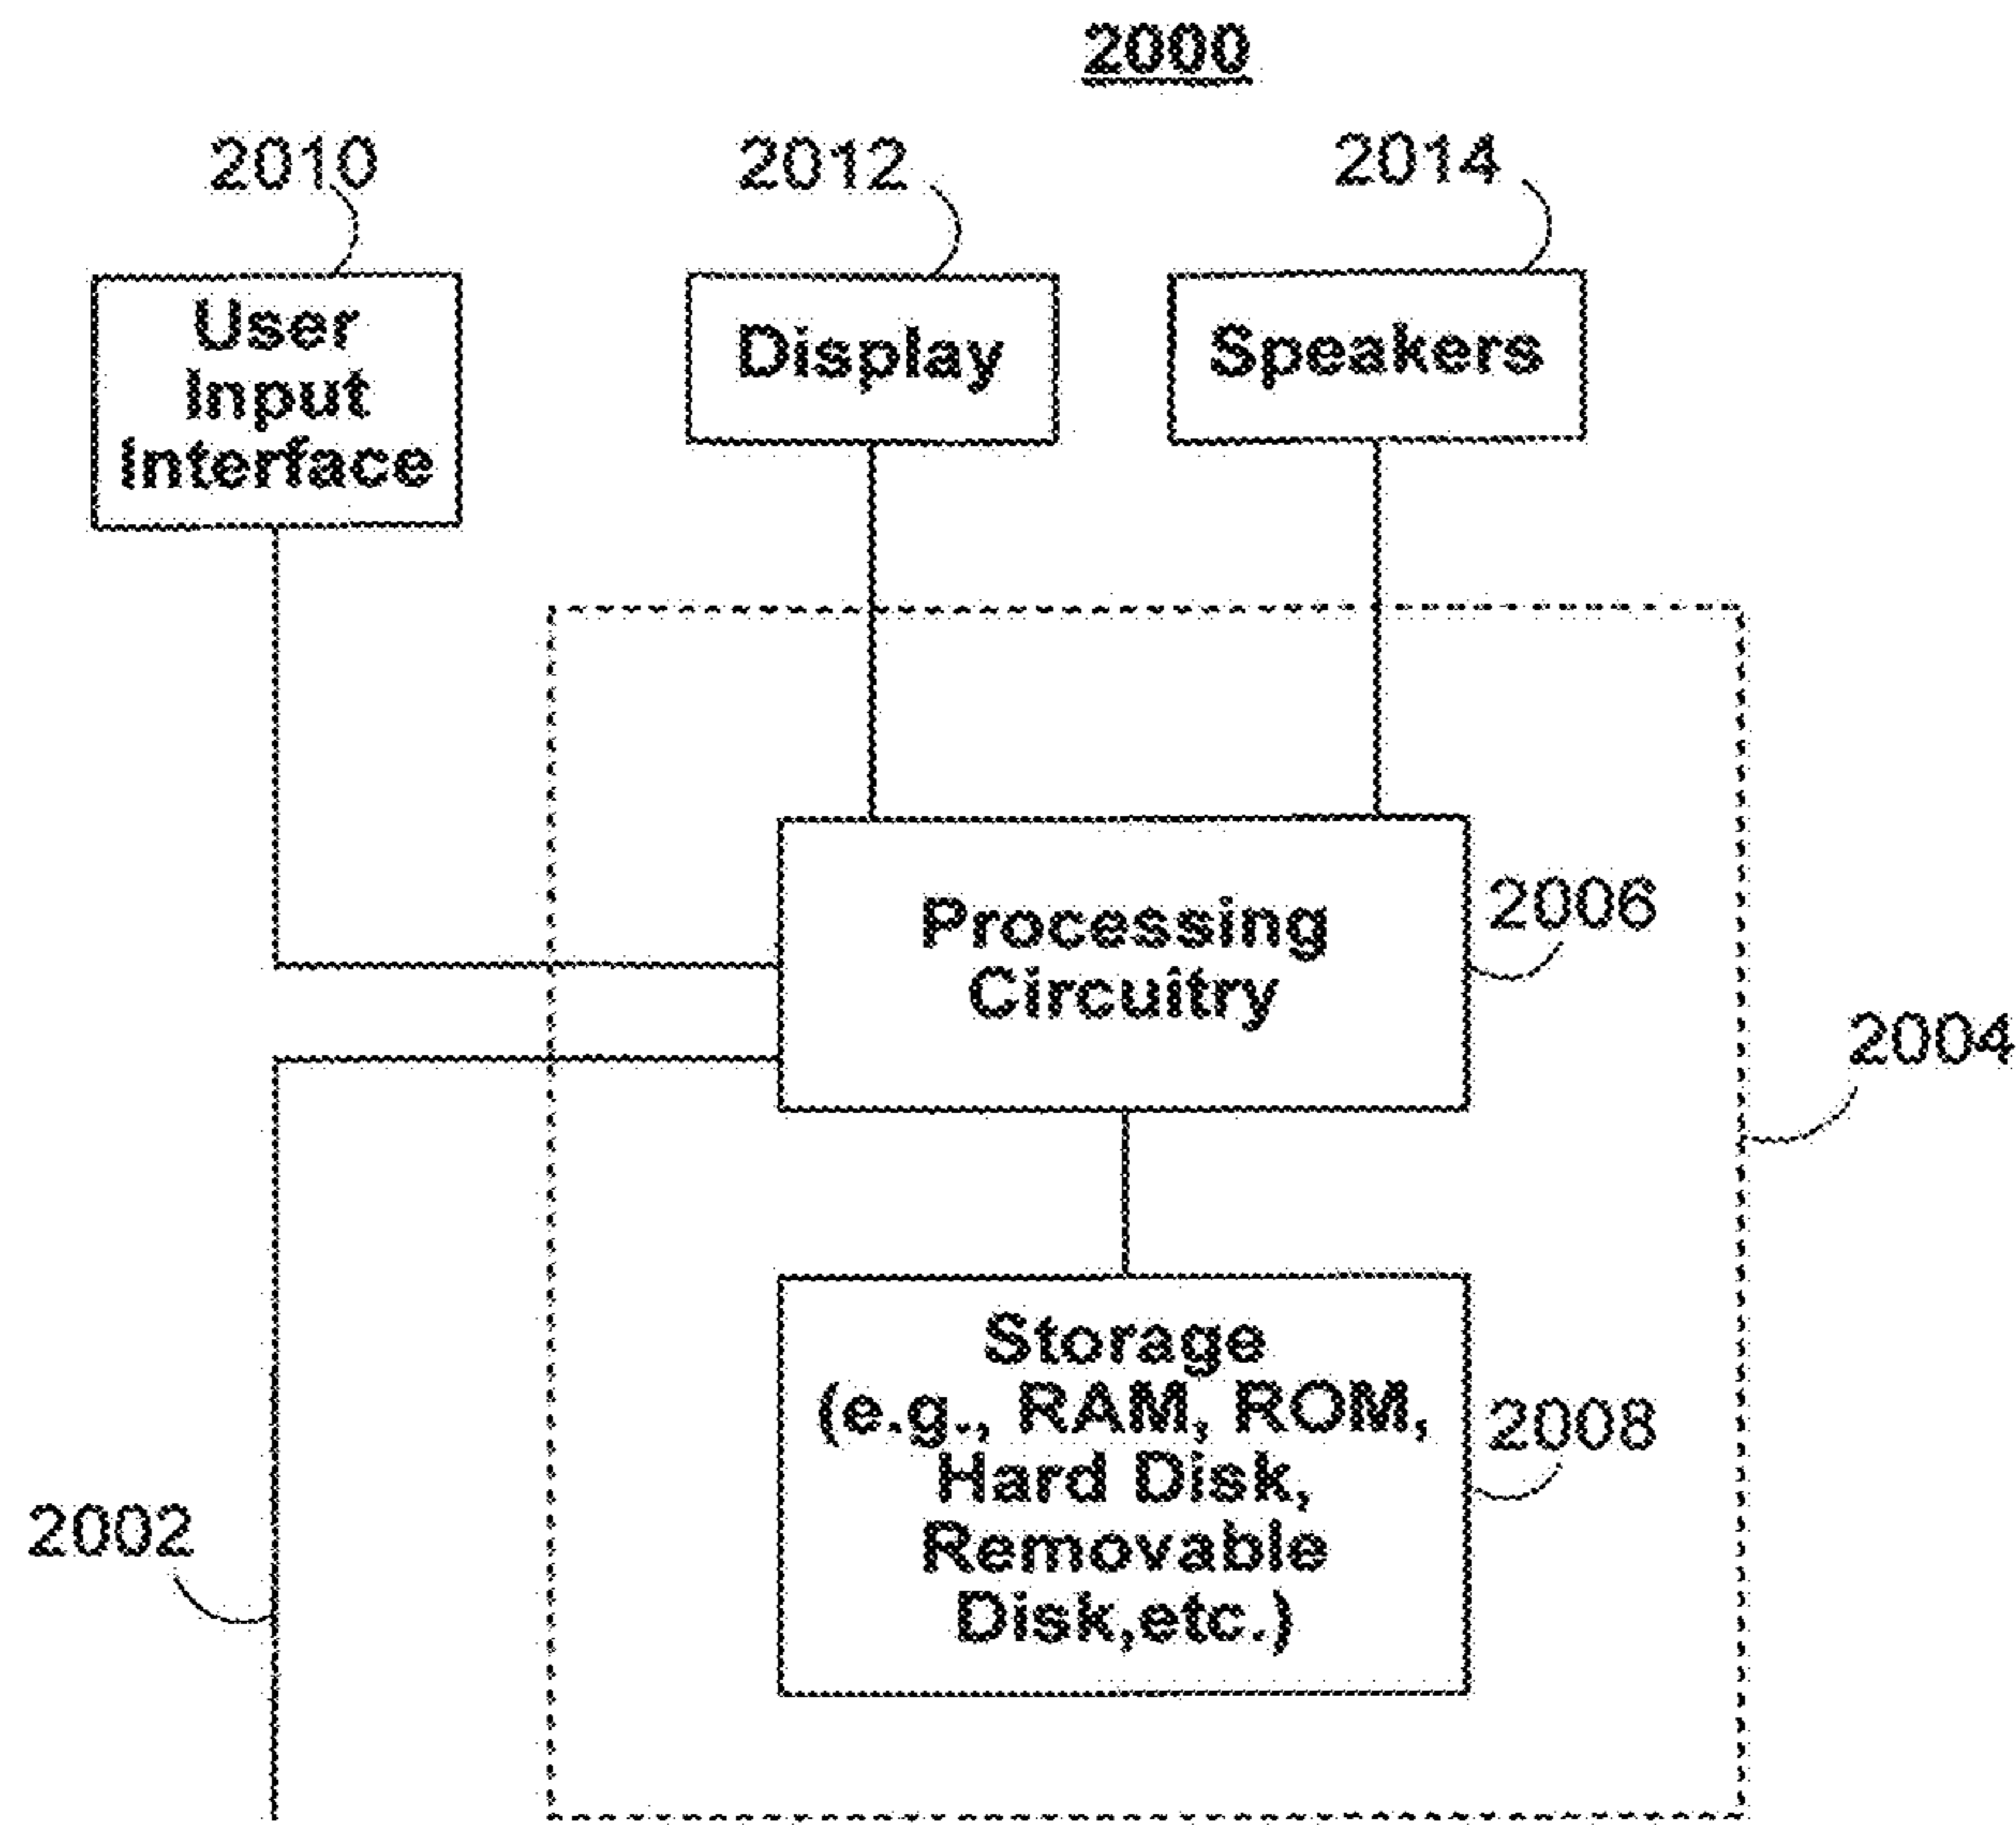 2000
2010
2012
2014
User
Input
Interface
Display
Speakers
Processing
Circuitry
2006
2004
Storage
(e.g., RAM, ROM,
Hard Disk,
Removable
Disk,etc.)
2008
2002